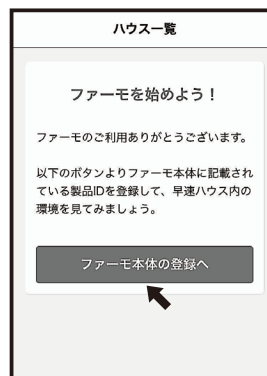 ハウス一覧
ファーモを始めよう！
ファーモのご利用ありがとうございます。
以下のボタンよりファーモ本体に記載され
ている製品IDを登録して、早速ハウス内の
環境を見てみましょう。
ファーモ本体の登録へ